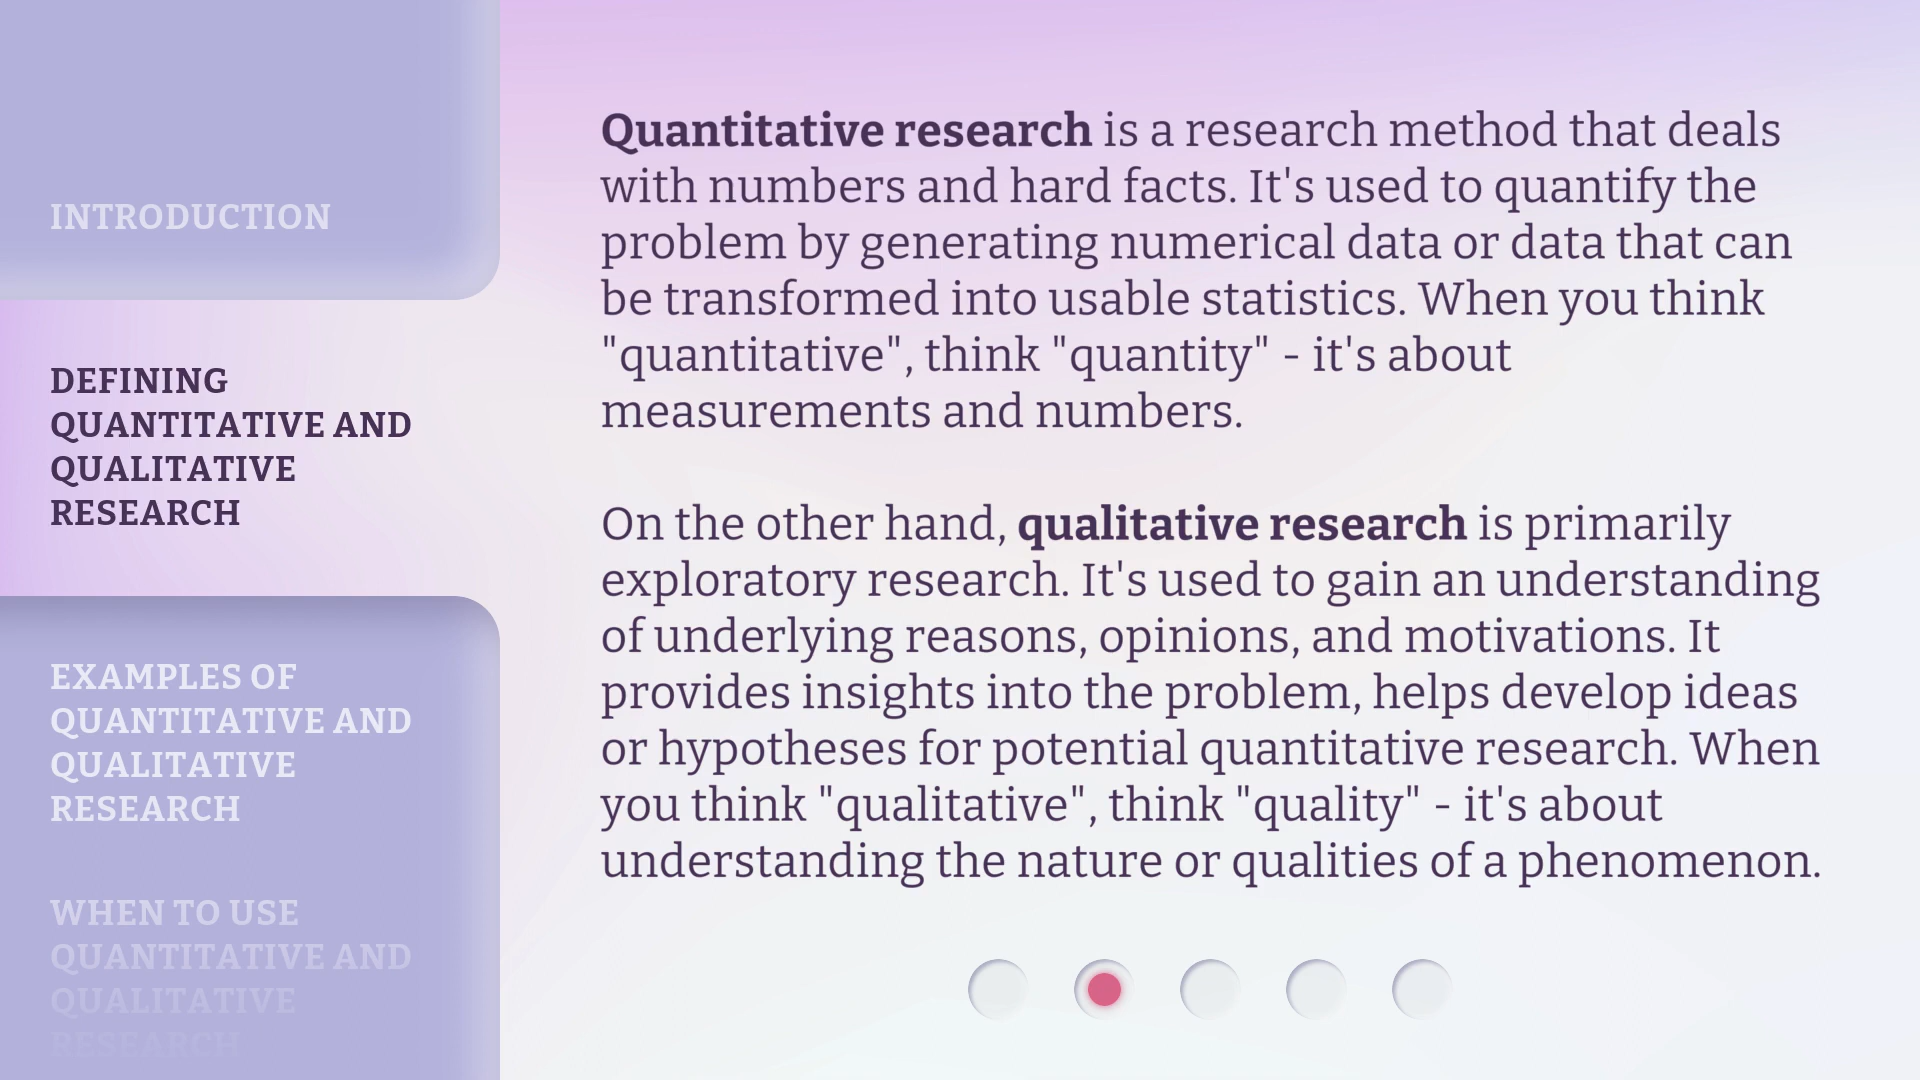 INTRODUCTION
DEFINING
QUANTITATIVE AND
QUALITATIVE
RESEARCH
EXAMPLES OF
QUANTITATIVE AND
QUALITATIVE
RESEARCH
WHEN TO USE
QUANTITATIVE AND
QUALITATIVE
RESEARCH
Quantitative research is a research method that deals
with numbers and hard facts. It's used to quantify the
problem by generating numerical data or data that can
be transformed into usable statistics. When you think
"quantitative", think "quantity" - it's about
measurements and numbers.
On the other hand, qualitative research is primarily
exploratory research. It's used to gain an understanding
of underlying reasons, opinions, and motivations. It
provides insights into the problem, helps develop ideas
or hypotheses for potential quantitative research. When
you think "qualitative", think "quality" - it's about
understanding the nature or qualities of a phenomenon.